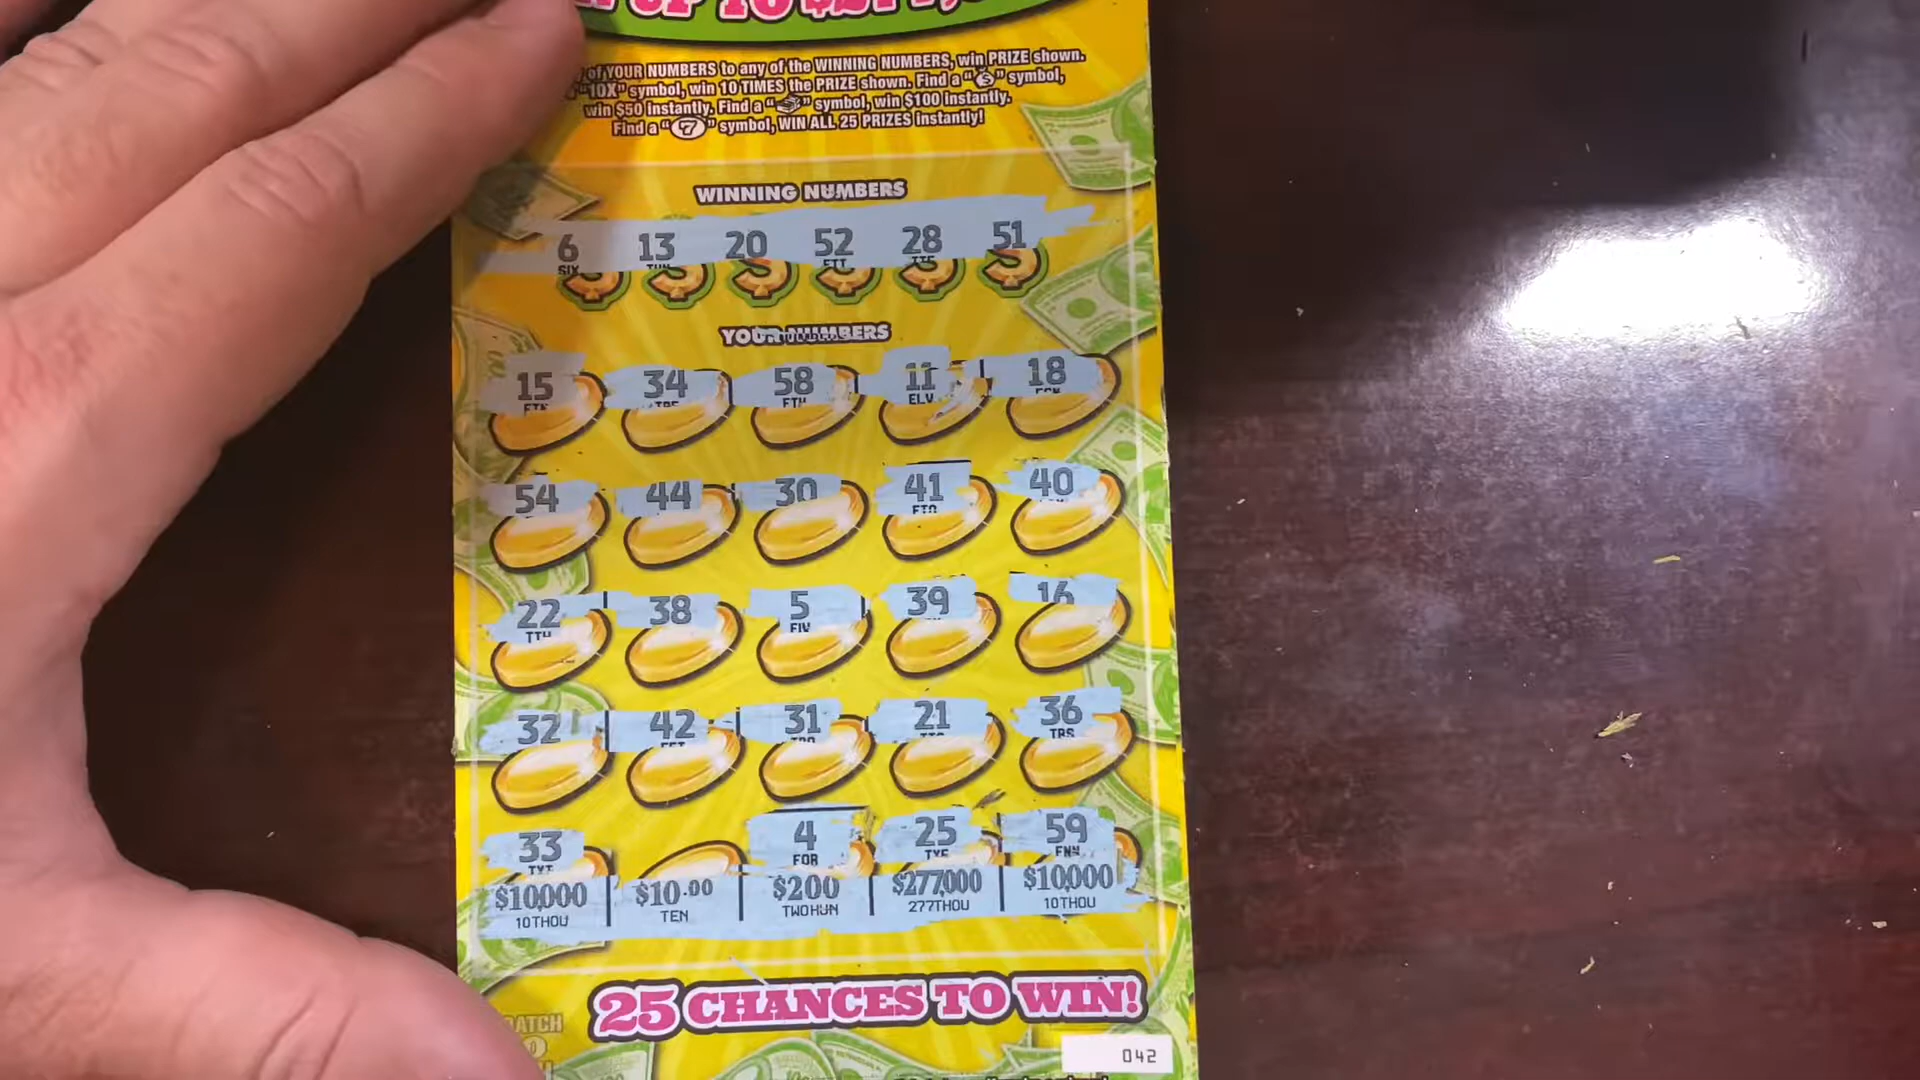 UP TO
of YOUR NUMBERS to any of the WINNING NUMBERS, win PRIZE shown.
"10X" symbol, win 10 TIMES the PRIZE shown. Find a " " symbol,
win $50 instantly. Find a " " symbol, win $100 instantly.
Find a "7" symbol, WIN ALL 25 PRIZES instantly!
WINNING NUMBERS
6 13 20 52 28 51
SIX
YOUR NUMBERS
15 34 58 11 18
ELV
54 44 30 41 40
22 38 5 39 16
FIV
32 42 31 21 36
TRS
33 4 25 59
FOR
$10,000 $10.00 $200 $277,000 $10,000
10THOU TEN TWOHUN 277THOU 10THOU
25 CHANCES TO WIN!
042